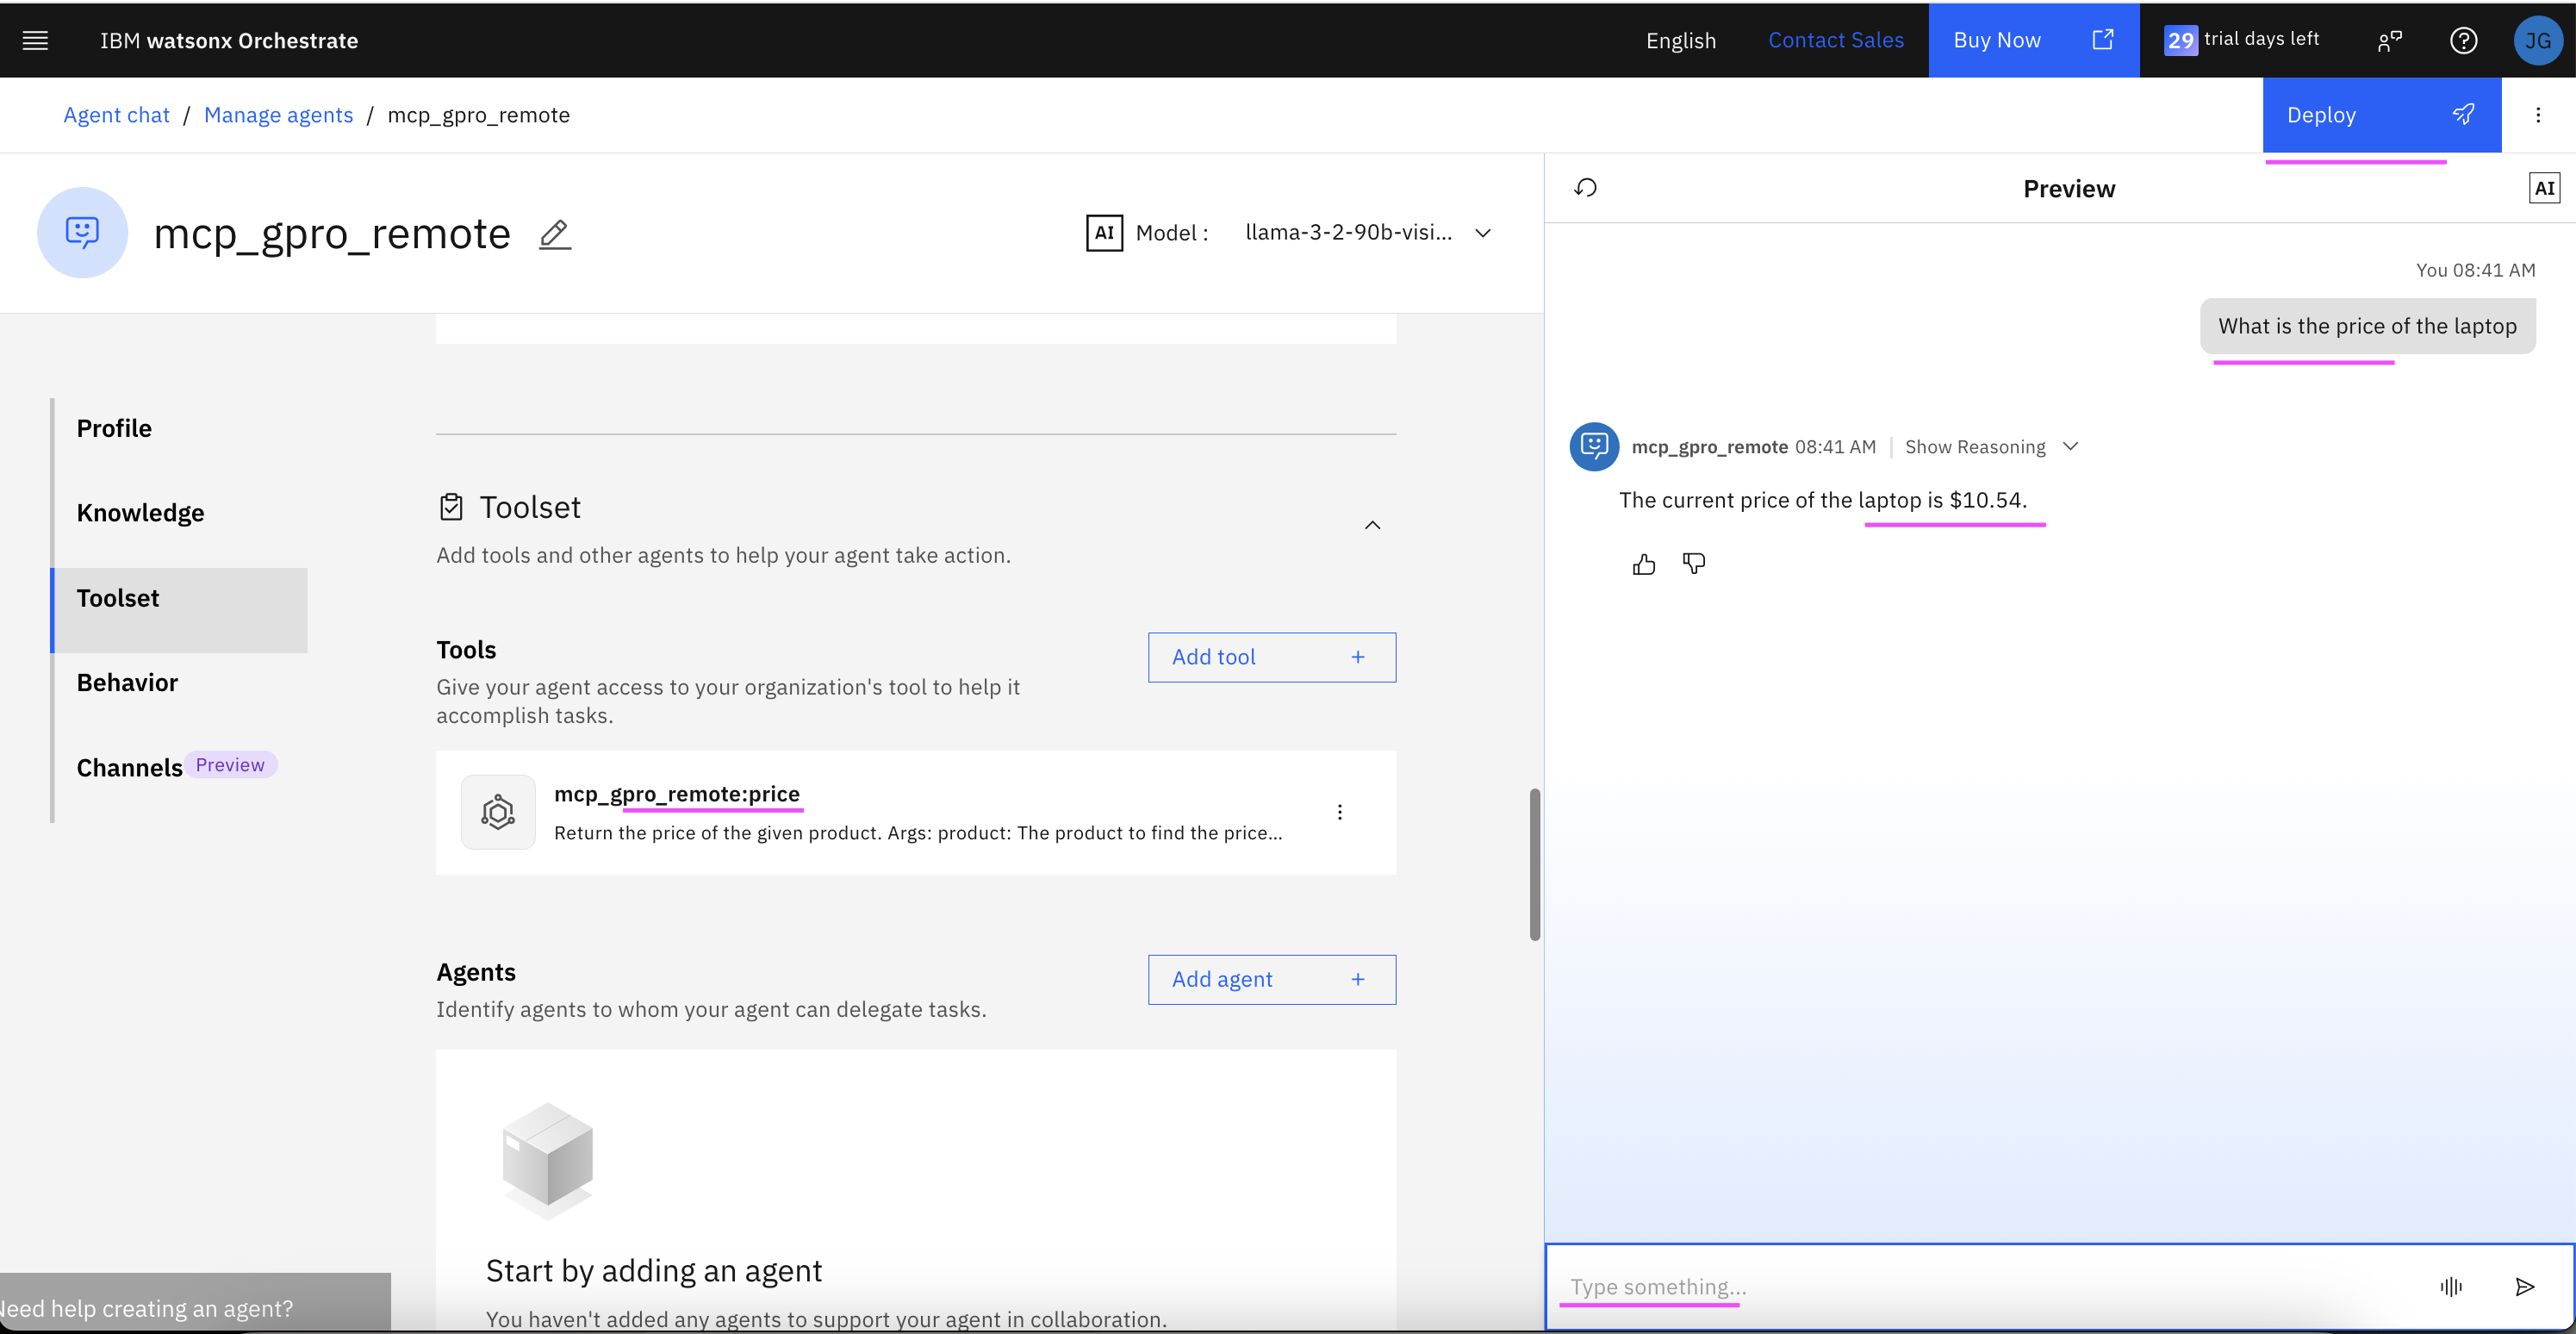 IBM watsonx Orchestrate
English
Contact Sales
Buy Now
29 trial days left
JG
Agent chat / Manage agents / mcp_gpro_remote
Deploy
mcp_gpro_remote
AI Model : llama-3-2-90b-visi...
Profile
Knowledge
Toolset
Behavior
Channels Preview
Toolset
Add tools and other agents to help your agent take action.
Tools
Add tool +
Give your agent access to your organization's tool to help it
accomplish tasks.
mcp_gpro_remote:price
Return the price of the given product. Args: product: The product to find the price...
Agents
Add agent +
Identify agents to whom your agent can delegate tasks.
Start by adding an agent
You haven't added any agents to support your agent in collaboration.
Need help creating an agent?
Preview
AI
You 08:41 AM
What is the price of the laptop
mcp_gpro_remote 08:41 AM | Show Reasoning
The current price of the laptop is $10.54.
Type something...